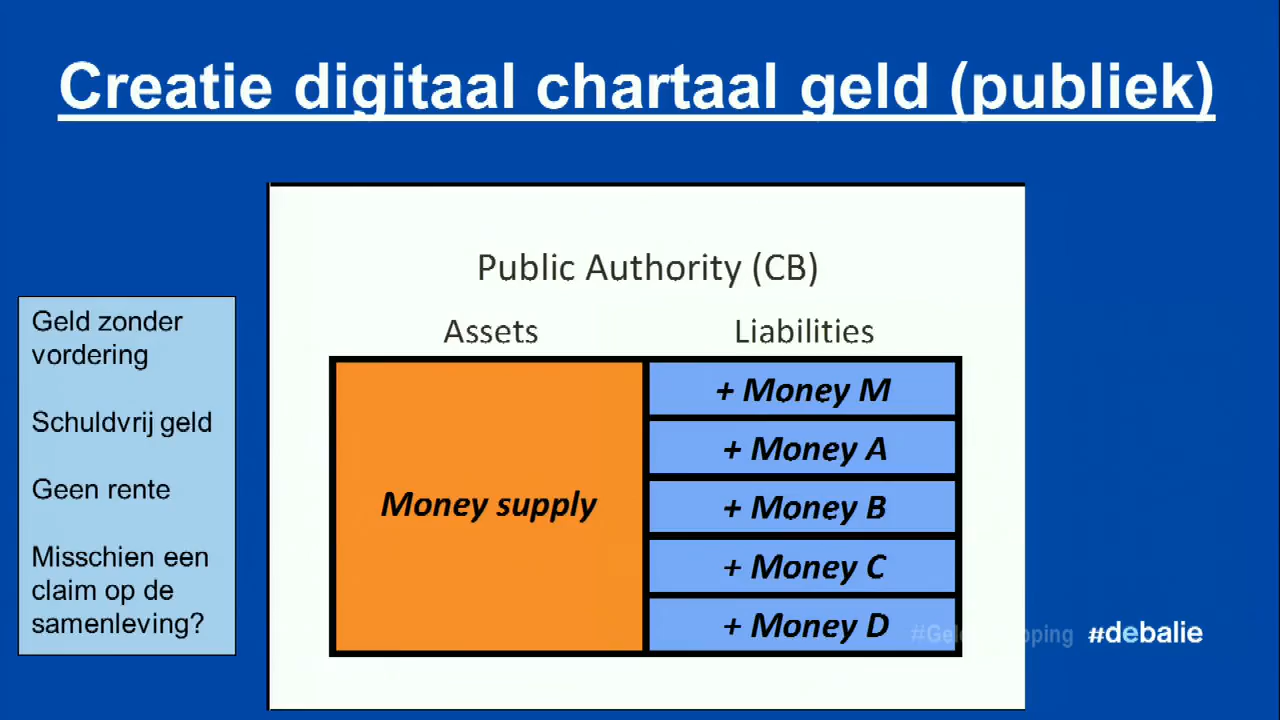 Creatie digitaal chartaal geld (publiek)
Public Authority (CB)
Assets
Liabilities
Geld zonder
vordering
Schuldvrij geld
Geen rente
Misschien een
claim op de
samenleving?
Money supply
+ Money M
+ Money A
+ Money B
+ Money C
+ Money D
#debalie